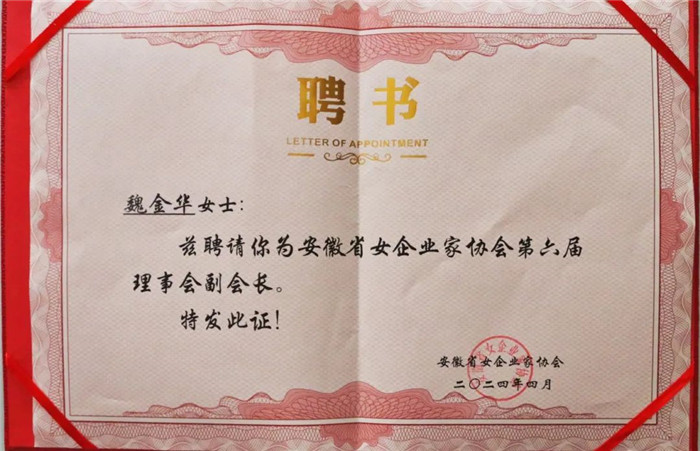 聘书
LETTER OF APPOINTMENT
魏金华女士:
兹聘请你为安徽省女企业家协会第六届
理事会副会长。
特发此证!
安徽省女企业家协会
二〇二四年四月